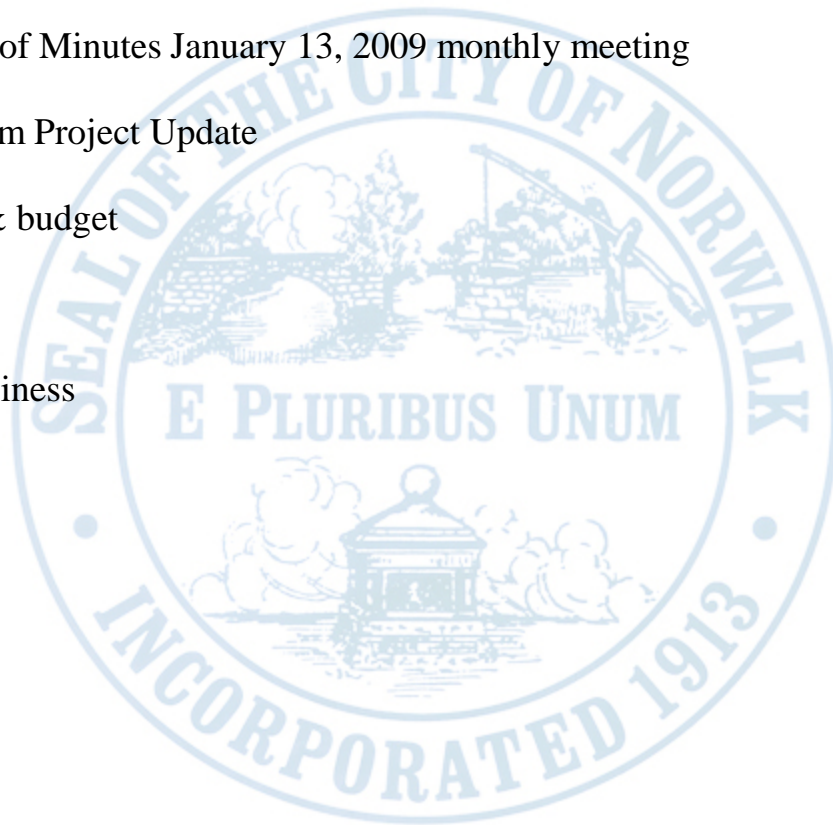 of Minutes January 13, 2009 monthly meeting
m Project Update
& budget
iness
SEAL OF THE CITY OF NORWALK
E PLURIBUS UNUM
INCORPORATED 1913